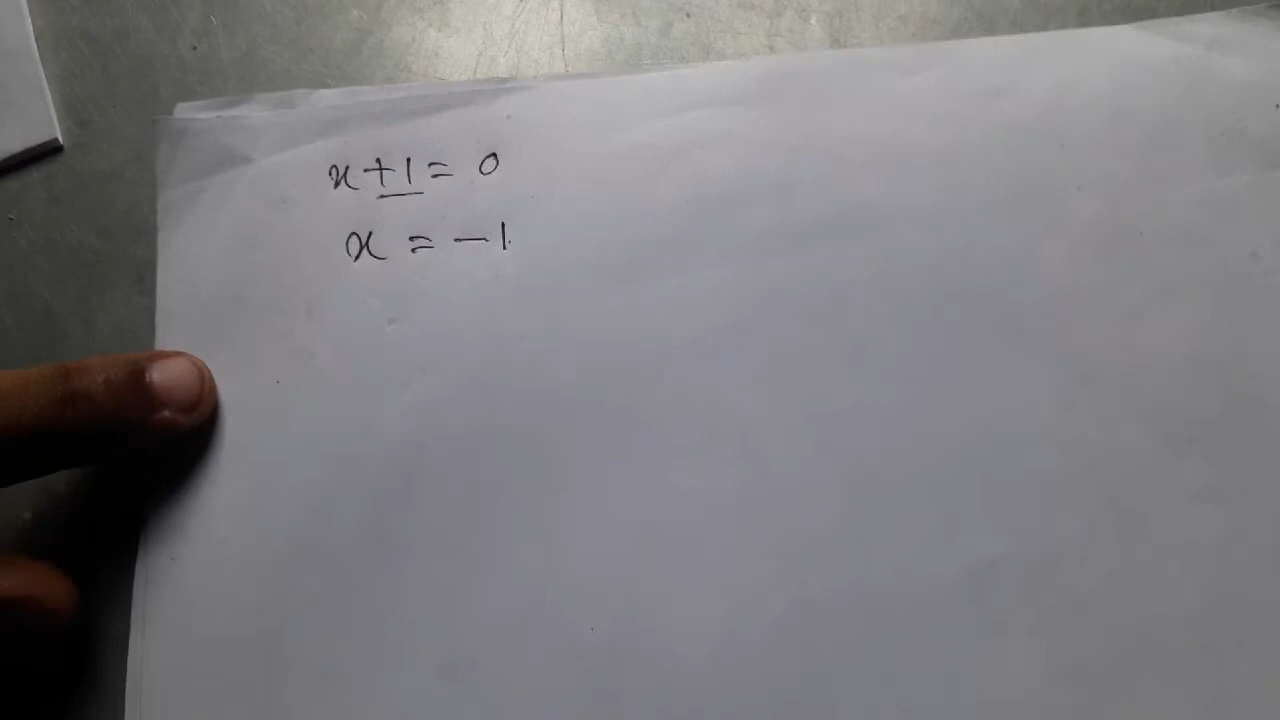 x + 1 = 0
x = -1